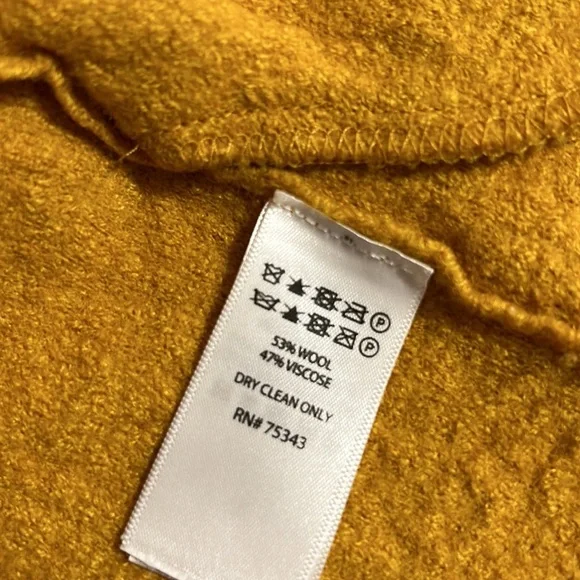 P
P
53% WOOL
47% VISCOSE
DRY CLEAN ONLY
RN# 75343